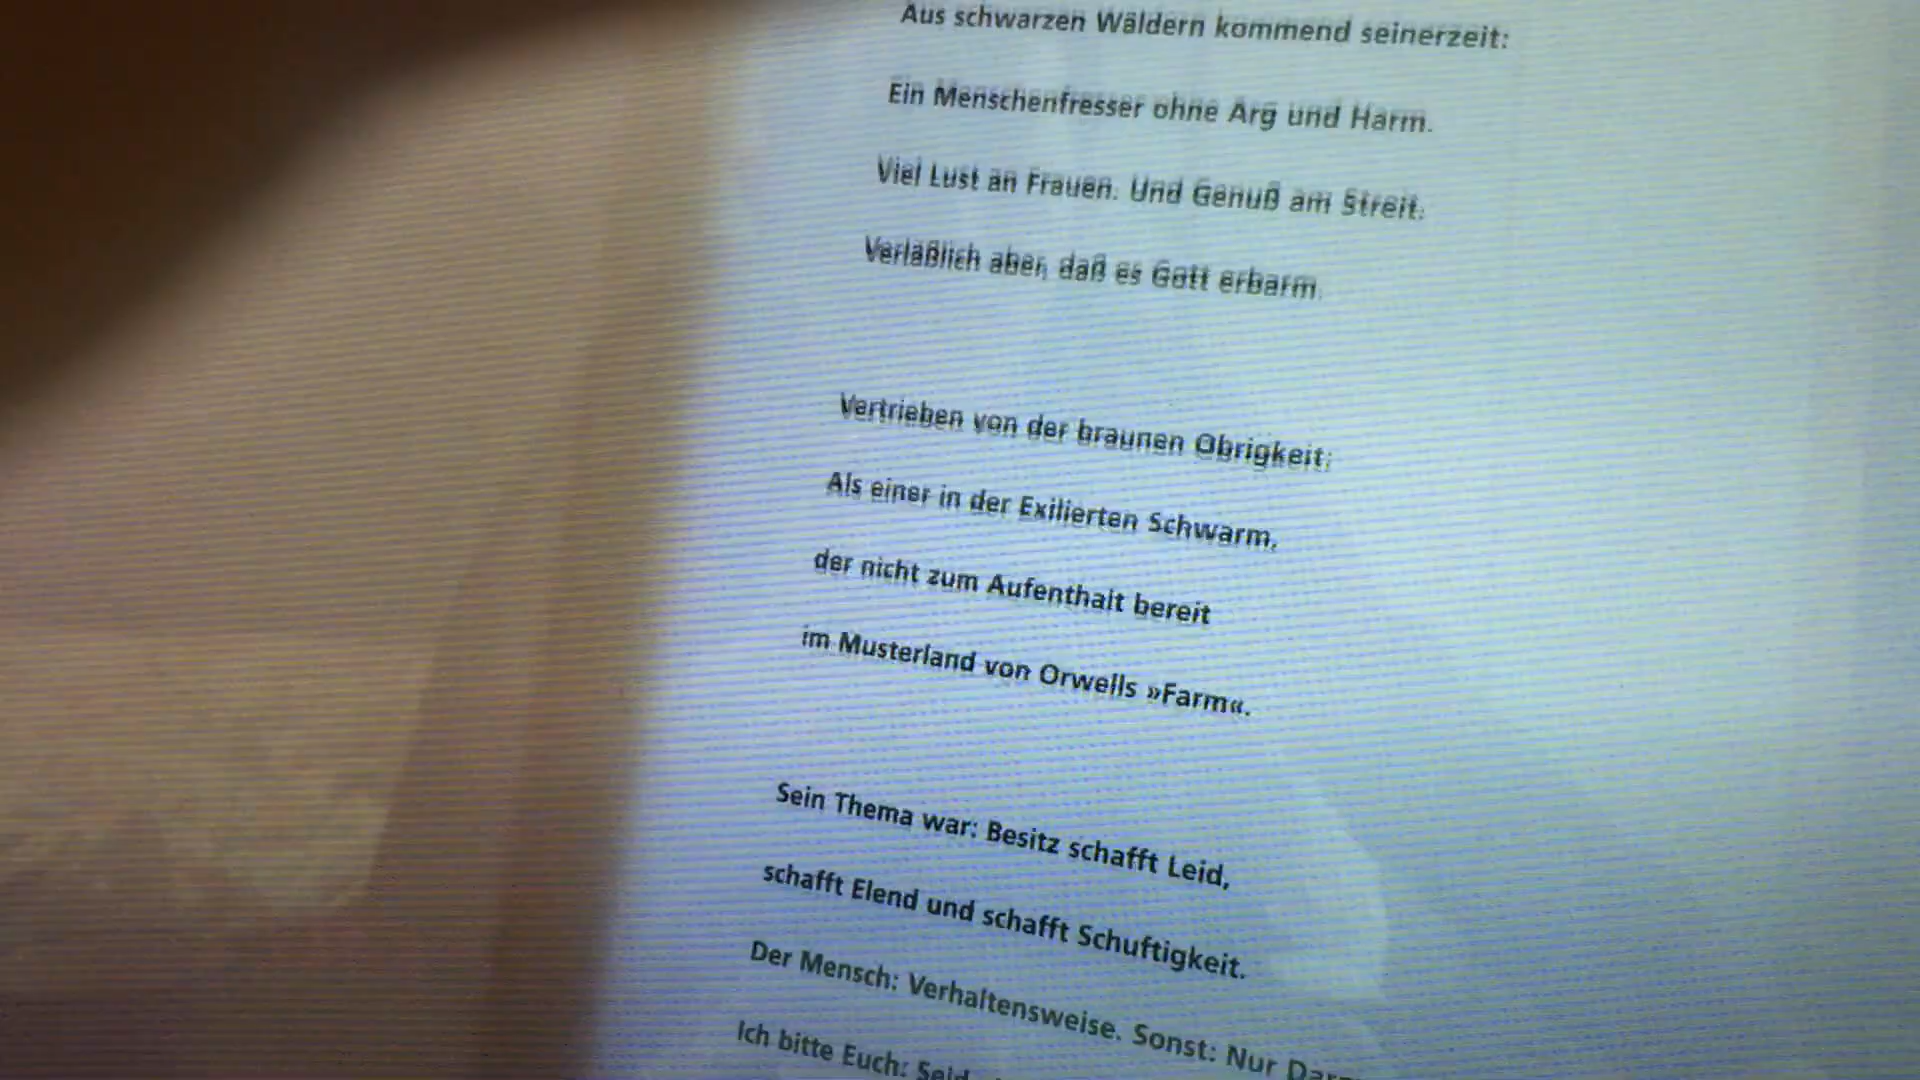 Aus schwarzen Wäldern kommend seinerzeit:
Ein Menschenfresser ohne Arg und Harm.
Viel Lust an Frauen. Und Genuß am Streit.
Verläßlich aber, daß es Gott erbarm.
Vertrieben von der braunen Obrigkeit:
Als einer in der Exilierten Schwarm,
der nicht zum Aufenthalt bereit
im Musterland von Orwells »Farm«.
Sein Thema war: Besitz schafft Leid,
schafft Elend und schafft Schuftigkeit.
Der Mensch: Verhaltensweise. Sonst: Nur
Ich bitte Euch: Seid